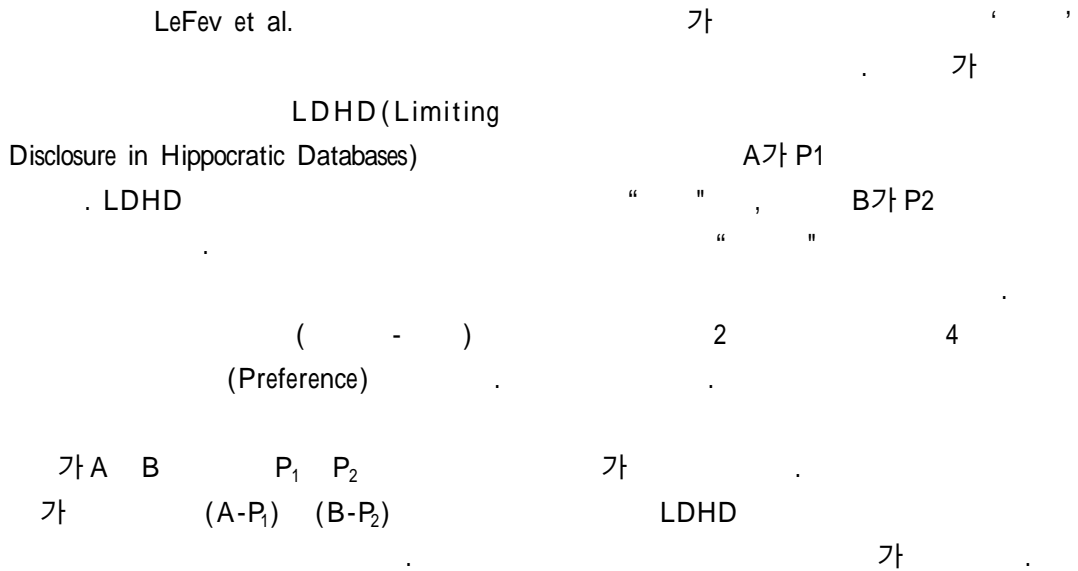 LeFev et al. 가 ‘ ’
. 가
LDHD(Limiting
Disclosure in Hippocratic Databases) A가 P1
. LDHD “ " , B가 P2
. “ "
.
( - ) 2 4
(Preference) . .
가 A B P₁ P₂ 가 .
가 (A-P₁) (B-P₂) LDHD
. 가 .